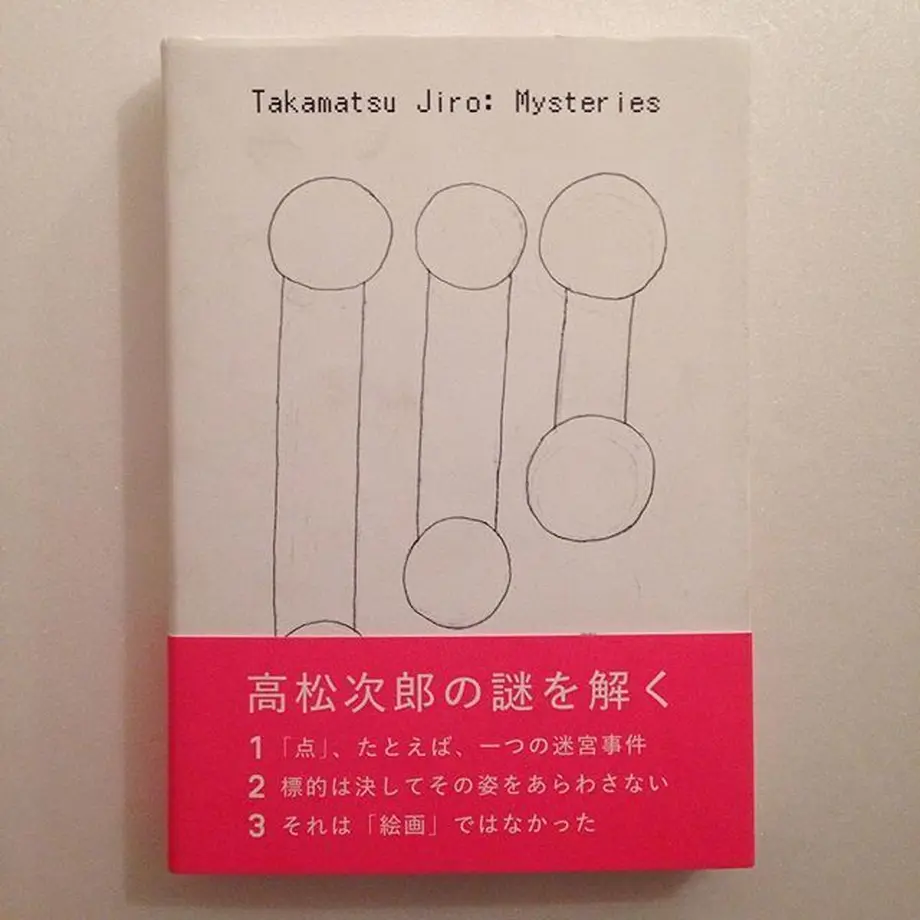 Takamatsu Jiro: Mysteries
高松次郎の謎を解く
1 「点」、たとえば、一つの迷宮事件
2 標的は決してその姿をあらわさない
3 それは「絵画」ではなかった